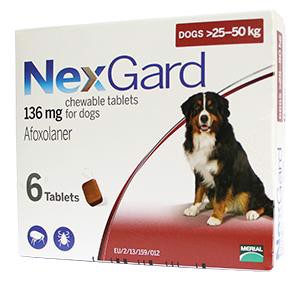 DOGS >25-50 kg
NexGard
chewable tablets
136 mg for dogs
Afoxolaner
6 Tablets
EU/2/13/159/012
MERIAL